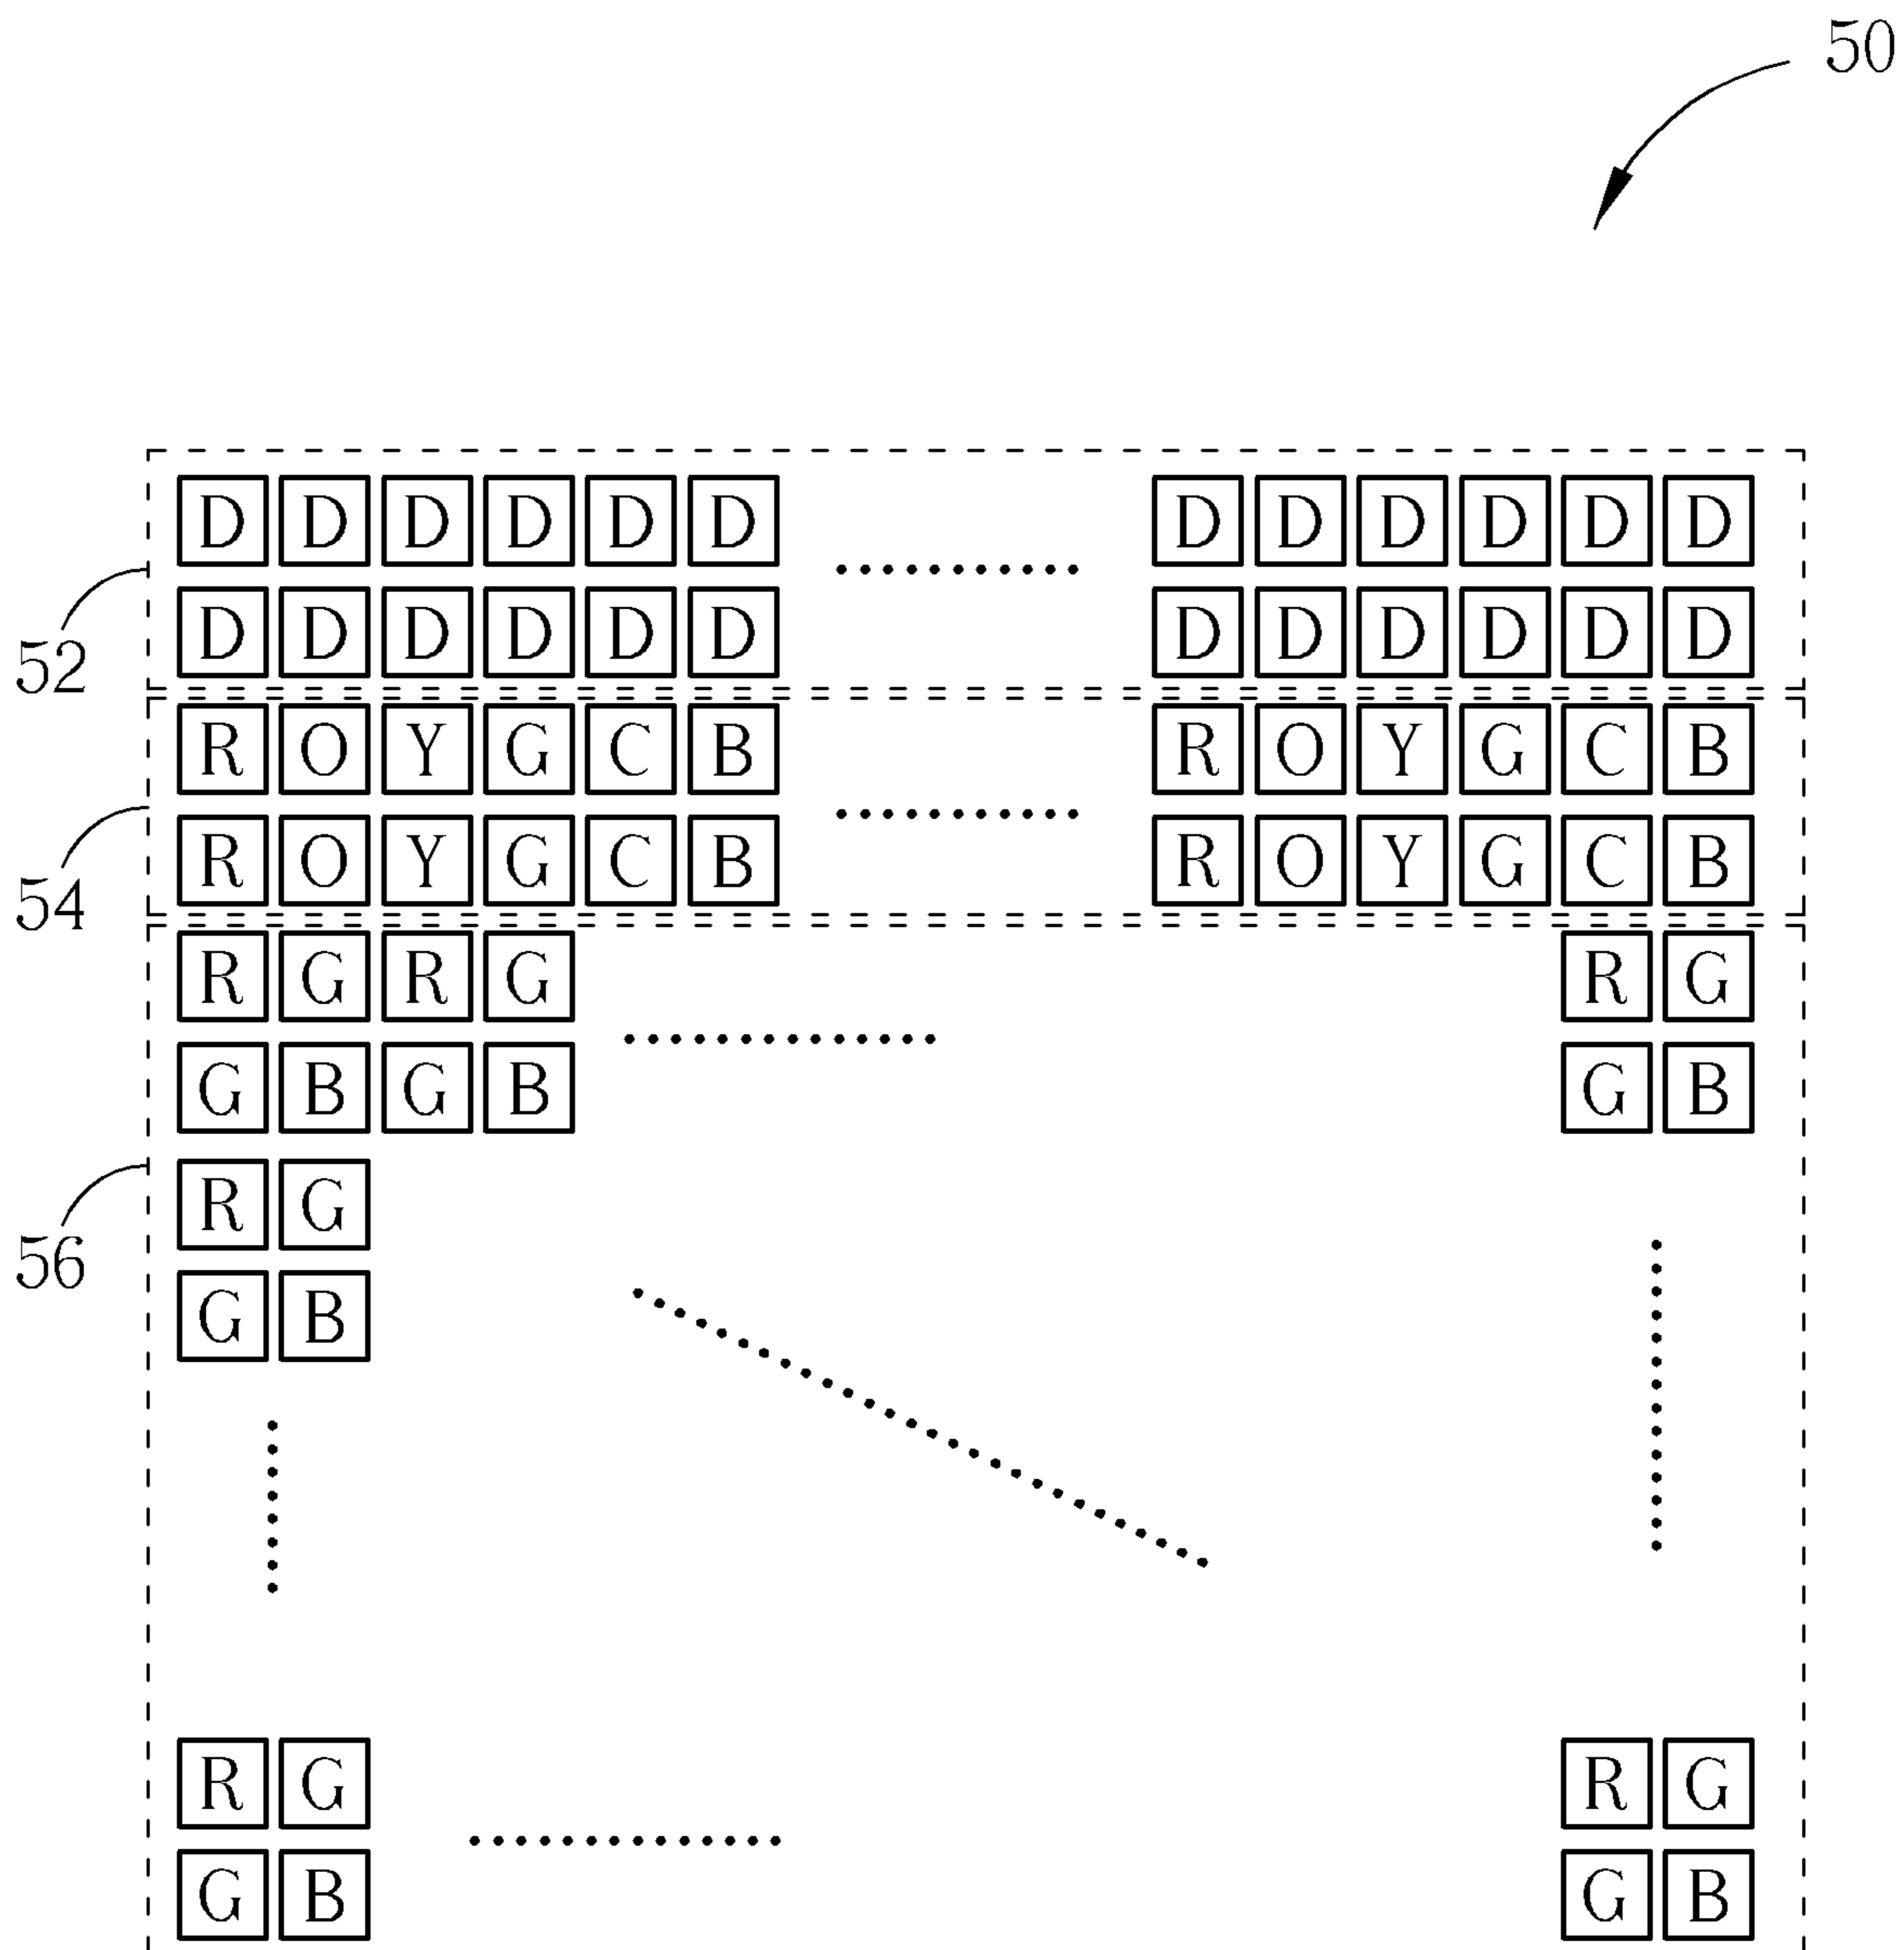 50
D D D D D D D D D D D D
D D D D D D D D D D D D
52
R O Y G C B R O Y G C B
R O Y G C B R O Y G C B
54
R G R G R G
G B G B G B
R G
56
G B
R G R G
G B G B